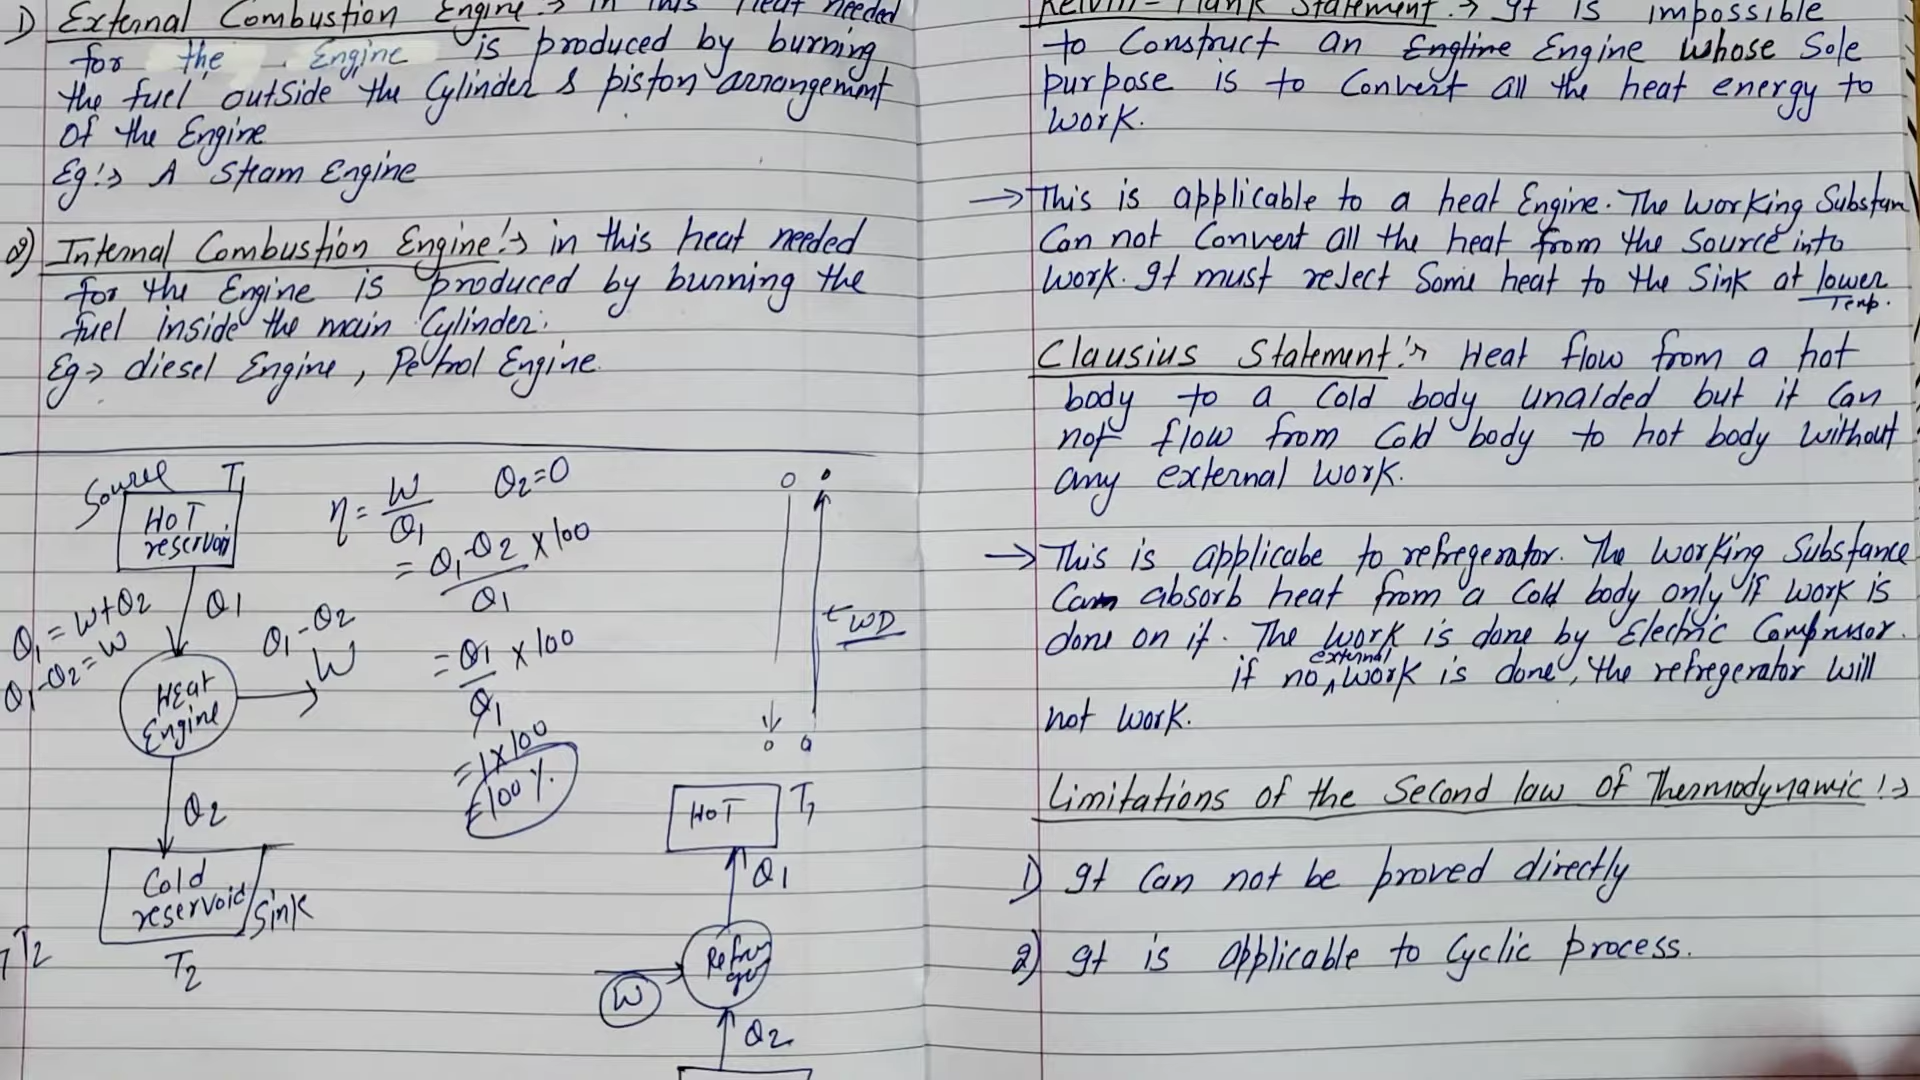 1) External Combustion Engine :→ in this heat needed
for the Engine is produced by burning
the fuel outside the Cylinder & piston arrangement
of the Engine
Eg:→ A Steam Engine
2) Internal Combustion Engine:→ in this heat needed
for the Engine is produced by burning the
fuel inside the main Cylinder.
Eg→ diesel Engine, Petrol Engine.
Source T1
HOT
reservoir
Q1
Q1 = W+Q2
Q1-Q2=W
Heat
Engine
Q1-Q2
W
Q2
Cold
reservoid
Sink
T2
T2
η= W/Q1 Q2=0
= Q1-Q2/Q1 x100
= Q1/Q1 x100
=1x100
=100%.
← WD
HOT T1
Q1
W
Q2
Kelvin-Plank Statement :→ It is impossible
to Construct an Engtine Engine whose Sole
purpose is to Convert all the heat energy to
work.
→ This is applicable to a heat Engine. The Working Substan
Can not Convert all the heat from the Source into
work. It must reject Some heat to the Sink at lower
Temp.
Clausius Statement:→ Heat flow from a hot
body to a Cold body unaided but it Can
not flow from Cold body to hot body without
any external work.
→ This is applicabe to refregerator. The Working Substance
Can absorb heat from a Cold body only if work is
done on it. The work is done by Electric Compressor.
if no external work is done, the refregerator will
not work.
Limitations of the Second law of Thermodynamic :→
1) It Can not be proved directly
2) It is applicable to Cyclic process.